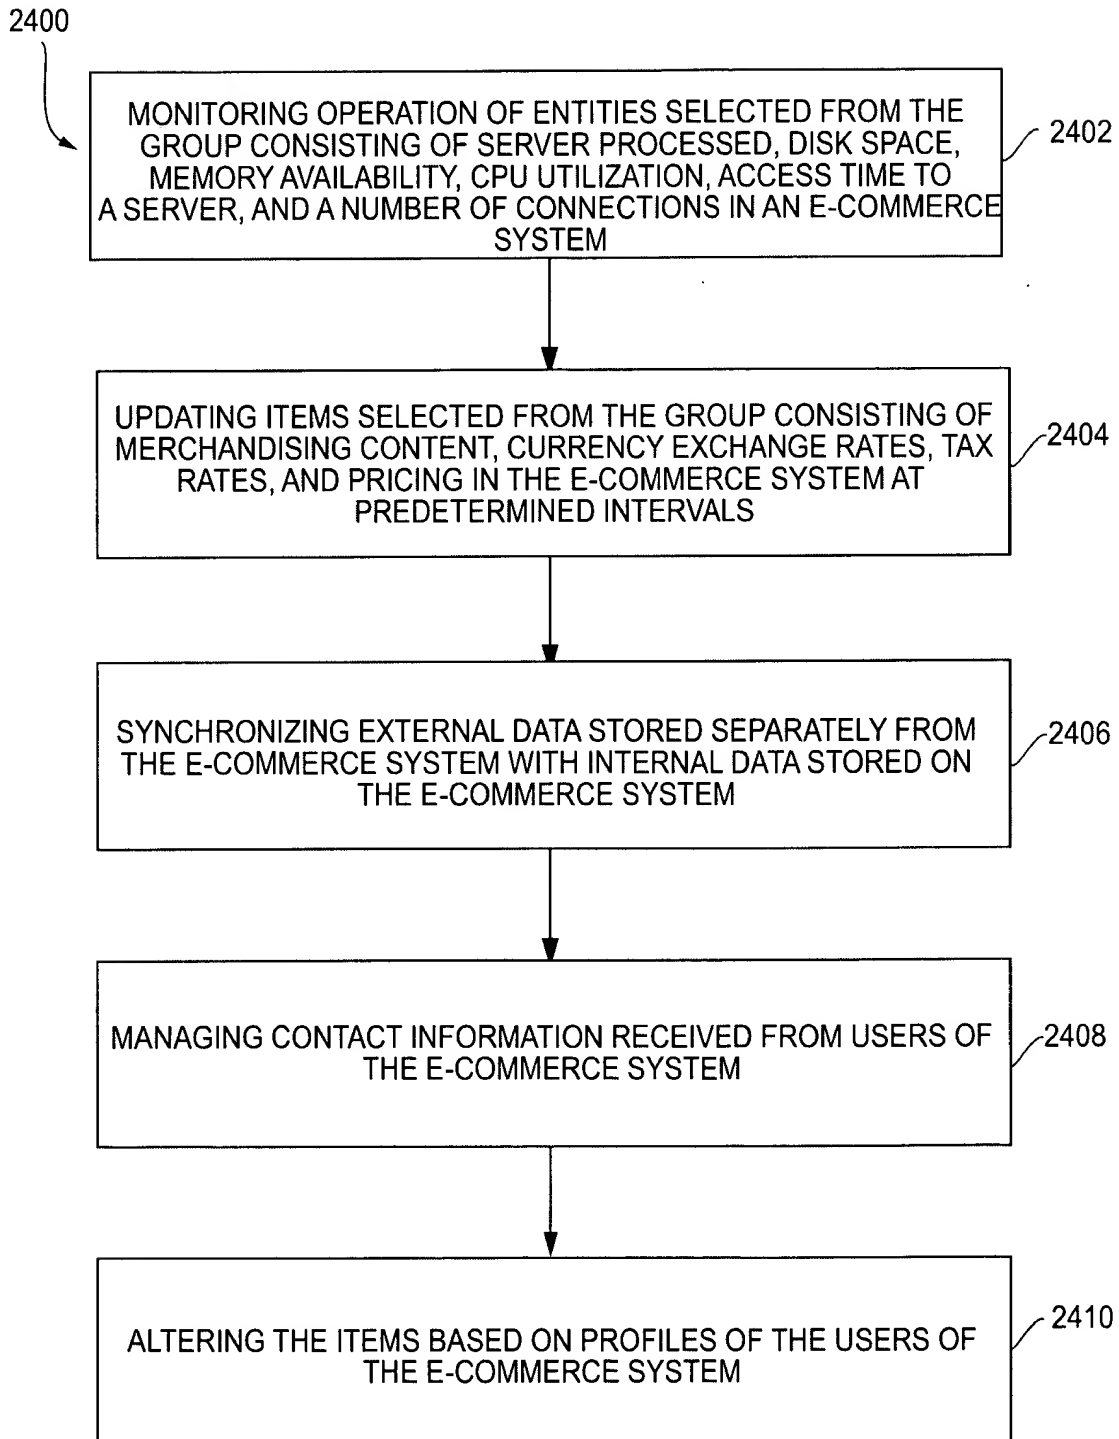 2400
MONITORING OPERATION OF ENTITIES SELECTED FROM THE
GROUP CONSISTING OF SERVER PROCESSED, DISK SPACE,
MEMORY AVAILABILITY, CPU UTILIZATION, ACCESS TIME TO
A SERVER, AND A NUMBER OF CONNECTIONS IN AN E-COMMERCE
SYSTEM
2402
UPDATING ITEMS SELECTED FROM THE GROUP CONSISTING OF
MERCHANDISING CONTENT, CURRENCY EXCHANGE RATES, TAX
RATES, AND PRICING IN THE E-COMMERCE SYSTEM AT
PREDETERMINED INTERVALS
2404
SYNCHRONIZING EXTERNAL DATA STORED SEPARATELY FROM
THE E-COMMERCE SYSTEM WITH INTERNAL DATA STORED ON
THE E-COMMERCE SYSTEM
2406
MANAGING CONTACT INFORMATION RECEIVED FROM USERS OF
THE E-COMMERCE SYSTEM
2408
ALTERING THE ITEMS BASED ON PROFILES OF THE USERS OF
THE E-COMMERCE SYSTEM
2410